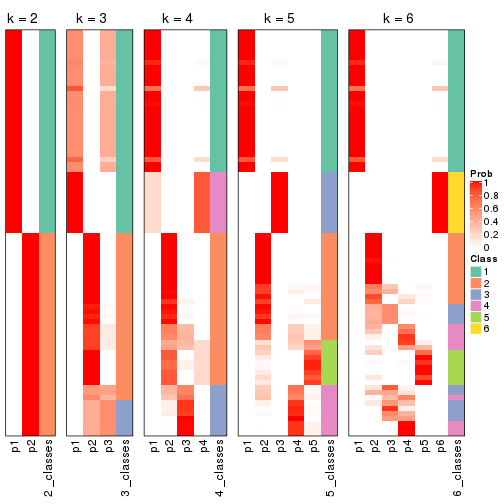 k = 2
k = 3
k = 4
k = 5
k = 6
Prob
1
0.8
0.6
0.4
0.2
0
Class
1
2
3
4
5
6
p1
p2
2_classes
p1
p2
p3
3_classes
p1
p2
p3
p4
4_classes
p1
p2
p3
p4
p5
5_classes
p1
p2
p3
p4
p5
p6
6_classes